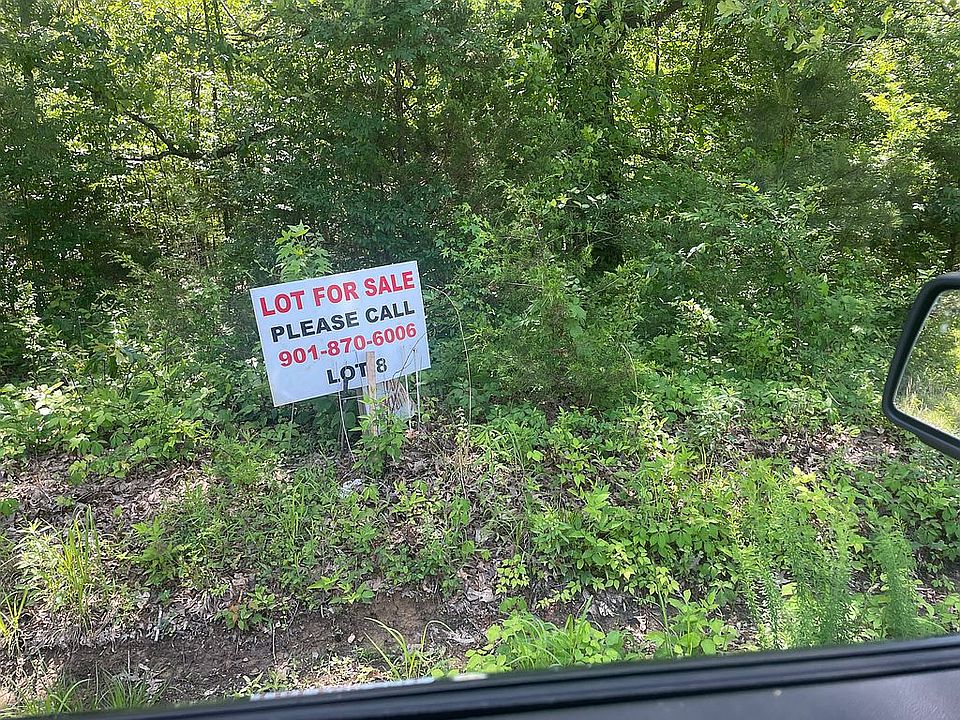 LOT FOR SALE
PLEASE CALL
901-870-6006
LOT 8